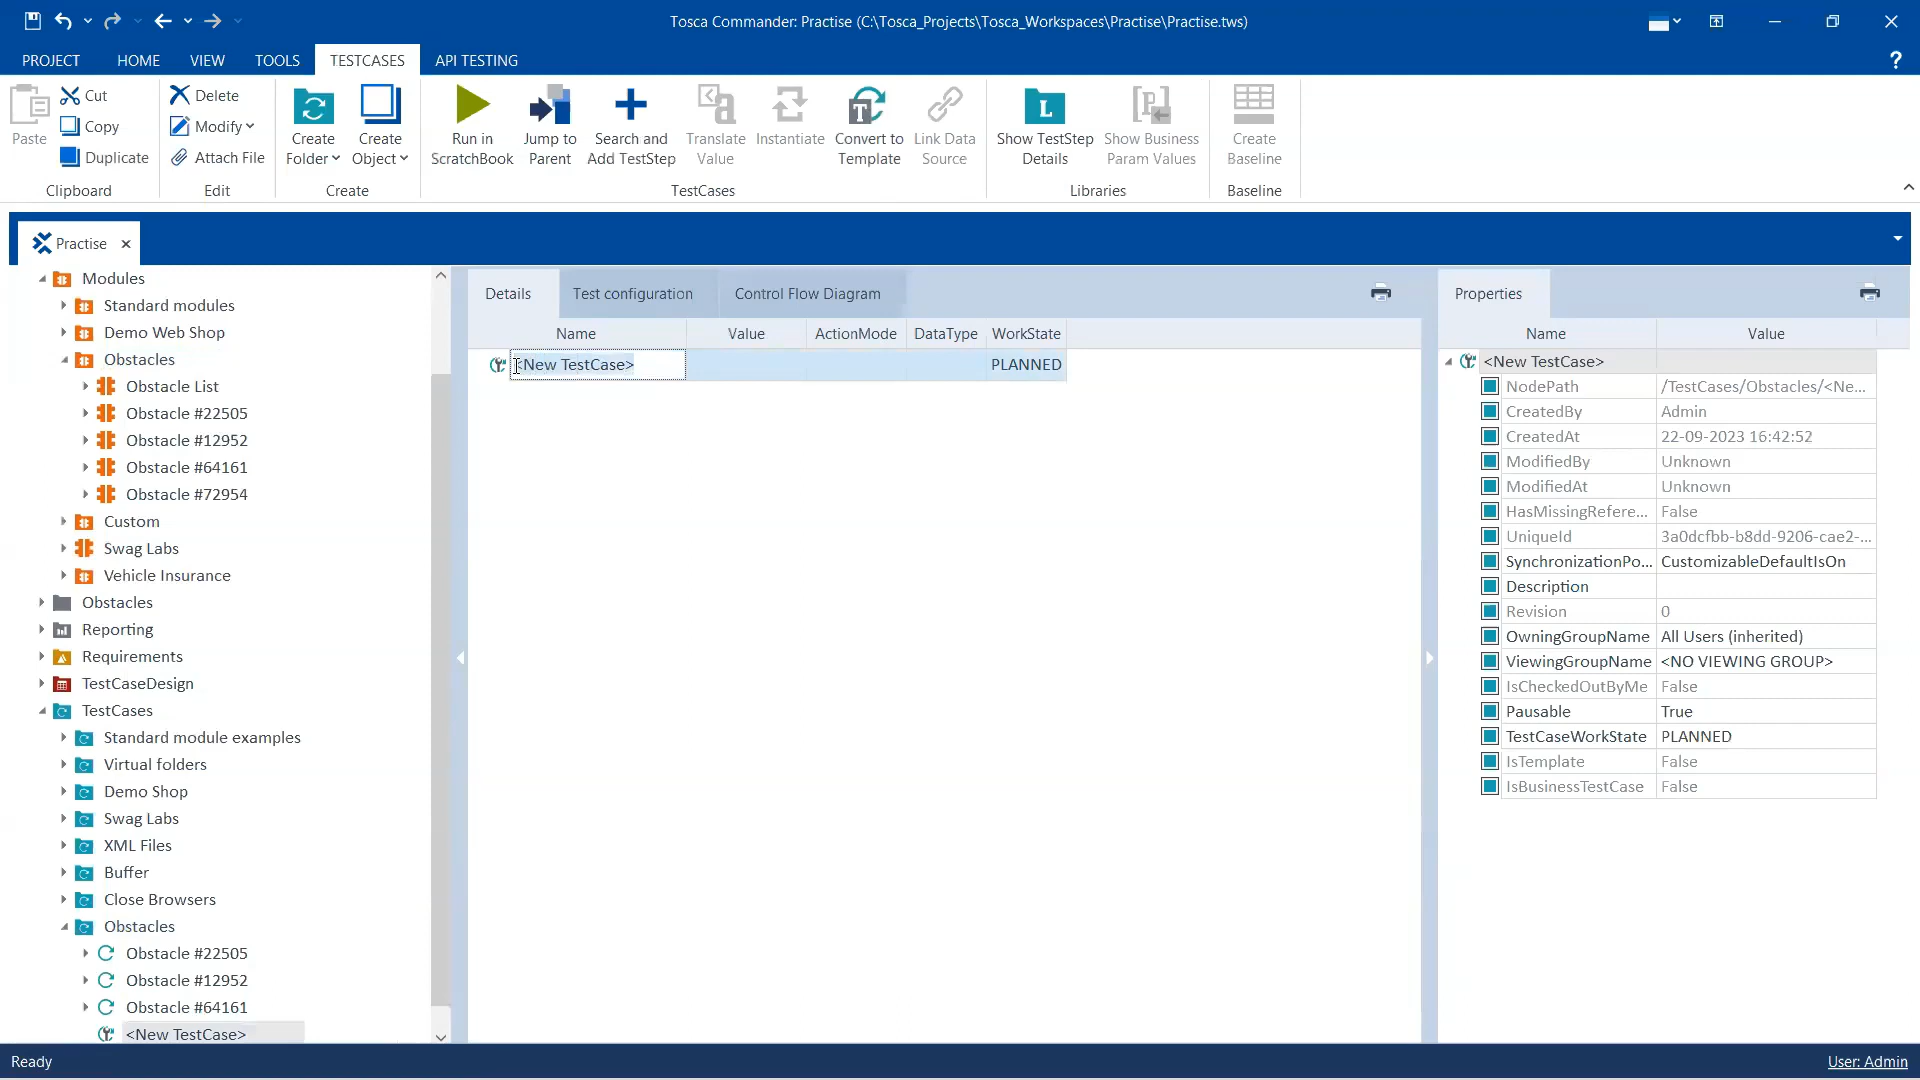 Tosca Commander: Practise (C:\Tosca_Projects\Tosca_Workspaces\Practise\Practise.tws)
PROJECT HOME VIEW TOOLS TESTCASES API TESTING ?
Paste
Cut
Copy
Duplicate
Clipboard
Delete
Modify
Attach File
Edit
Create Folder
Create Object
Create
Run in ScratchBook
Jump to Parent
Search and Add TestStep
Translate Value
Instantiate
Convert to Template
Link Data Source
TestCases
Show TestStep Details
Show Business Param Values
Libraries
Create Baseline
Baseline
Practise
Modules
Standard modules
Demo Web Shop
Obstacles
Obstacle List
Obstacle #22505
Obstacle #12952
Obstacle #64161
Obstacle #72954
Custom
Swag Labs
Vehicle Insurance
Obstacles
Reporting
Requirements
TestCaseDesign
TestCases
Standard module examples
Virtual folders
Demo Shop
Swag Labs
XML Files
Buffer
Close Browsers
Obstacles
Obstacle #22505
Obstacle #12952
Obstacle #64161
<New TestCase>
Details Test configuration Control Flow Diagram
Name Value ActionMode DataType WorkState
<New TestCase> PLANNED
Properties
Name Value
<New TestCase>
NodePath /TestCases/Obstacles/<Ne...
CreatedBy Admin
CreatedAt 22-09-2023 16:42:52
ModifiedBy Unknown
ModifiedAt Unknown
HasMissingRefere... False
UniqueId 3a0dcfbb-b8dd-9206-cae2-...
SynchronizationPo... CustomizableDefaultIsOn
Description
Revision 0
OwningGroupName All Users (inherited)
ViewingGroupName <NO VIEWING GROUP>
IsCheckedOutByMe False
Pausable True
TestCaseWorkState PLANNED
IsTemplate False
IsBusinessTestCase False
Ready
User: Admin